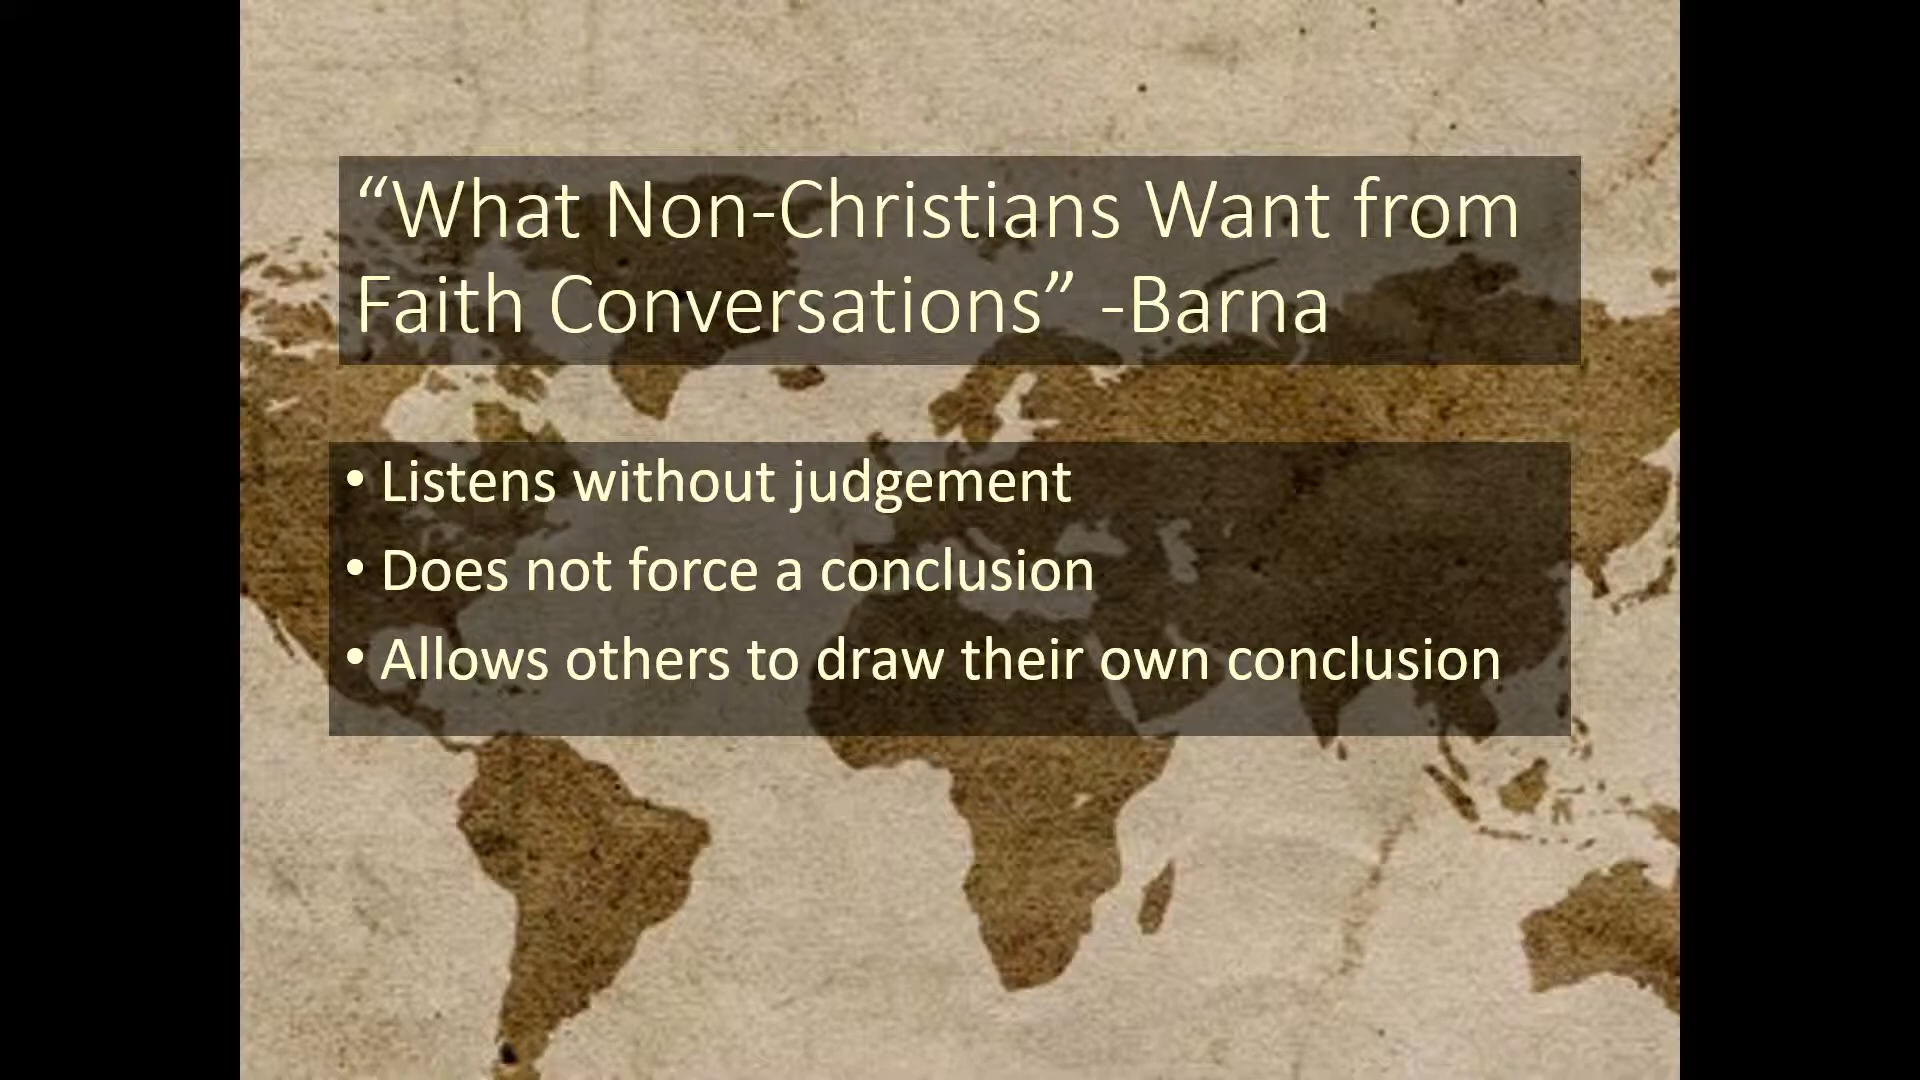 “What Non-Christians Want from
Faith Conversations” -Barna
• Listens without judgement
• Does not force a conclusion
• Allows others to draw their own conclusion